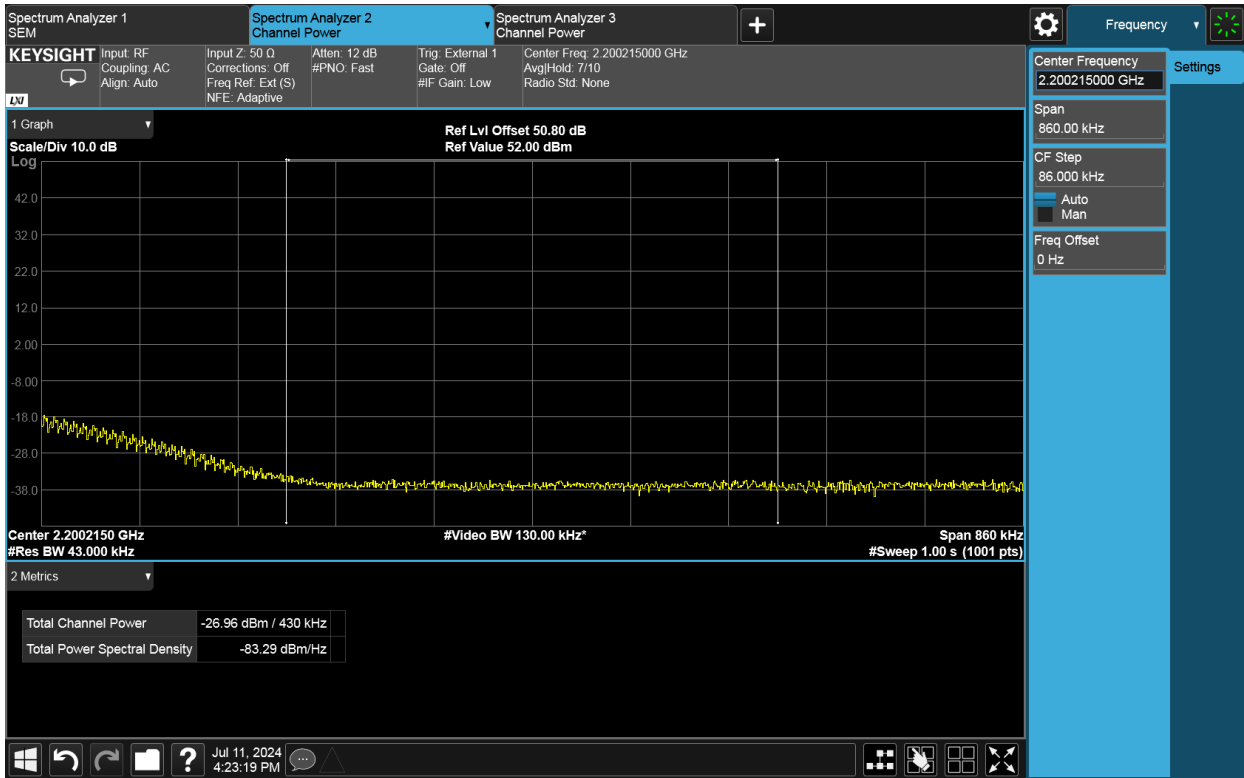 Spectrum Analyzer 1
SEM
Spectrum Analyzer 2
Channel Power
Spectrum Analyzer 3
Channel Power
Frequency
KEYSIGHT
LXI
Input: RF
Coupling: AC
Align: Auto
Input Z: 50 Ω
Corrections: Off
Freq Ref: Ext (S)
NFE: Adaptive
Atten: 12 dB
#PNO: Fast
Trig: External 1
Gate: Off
#IF Gain: Low
Center Freq: 2.200215000 GHz
Avg|Hold: 7/10
Radio Std: None
Center Frequency
2.200215000 GHz
Settings
Span
860.00 kHz
CF Step
86.000 kHz
Auto
Man
Freq Offset
0 Hz
1 Graph
Scale/Div 10.0 dB
Ref Lvl Offset 50.80 dB
Ref Value 52.00 dBm
Log
42.0
32.0
22.0
12.0
2.00
-8.00
-18.0
-28.0
-38.0
Center 2.2002150 GHz
#Res BW 43.000 kHz
#Video BW 130.00 kHz*
Span 860 kHz
#Sweep 1.00 s (1001 pts)
2 Metrics
Total Channel Power -26.96 dBm / 430 kHz
Total Power Spectral Density -83.29 dBm/Hz
Jul 11, 2024
4:23:19 PM